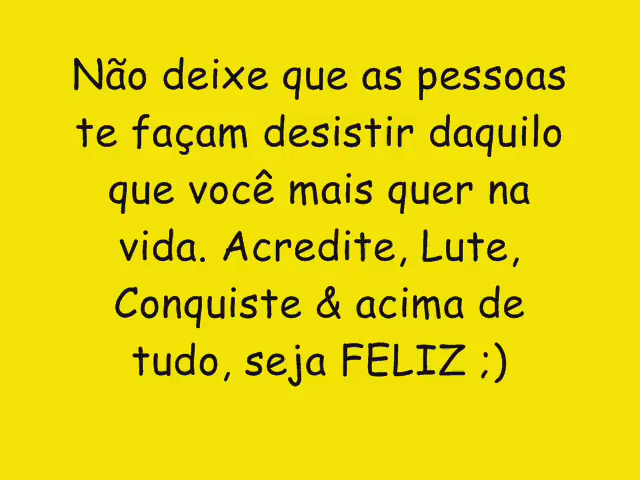 Não deixe que as pessoas
te façam desistir daquilo
que você mais quer na
vida. Acredite, Lute,
Conquiste & acima de
tudo, seja FELIZ ;)